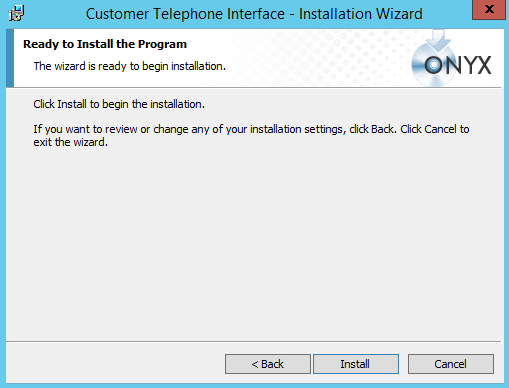 Customer Telephone Interface - Installation Wizard
x
Ready to Install the Program
The wizard is ready to begin installation.
ONYX
Click Install to begin the installation.
If you want to review or change any of your installation settings, click Back. Click Cancel to
exit the wizard.
< Back
Install
Cancel